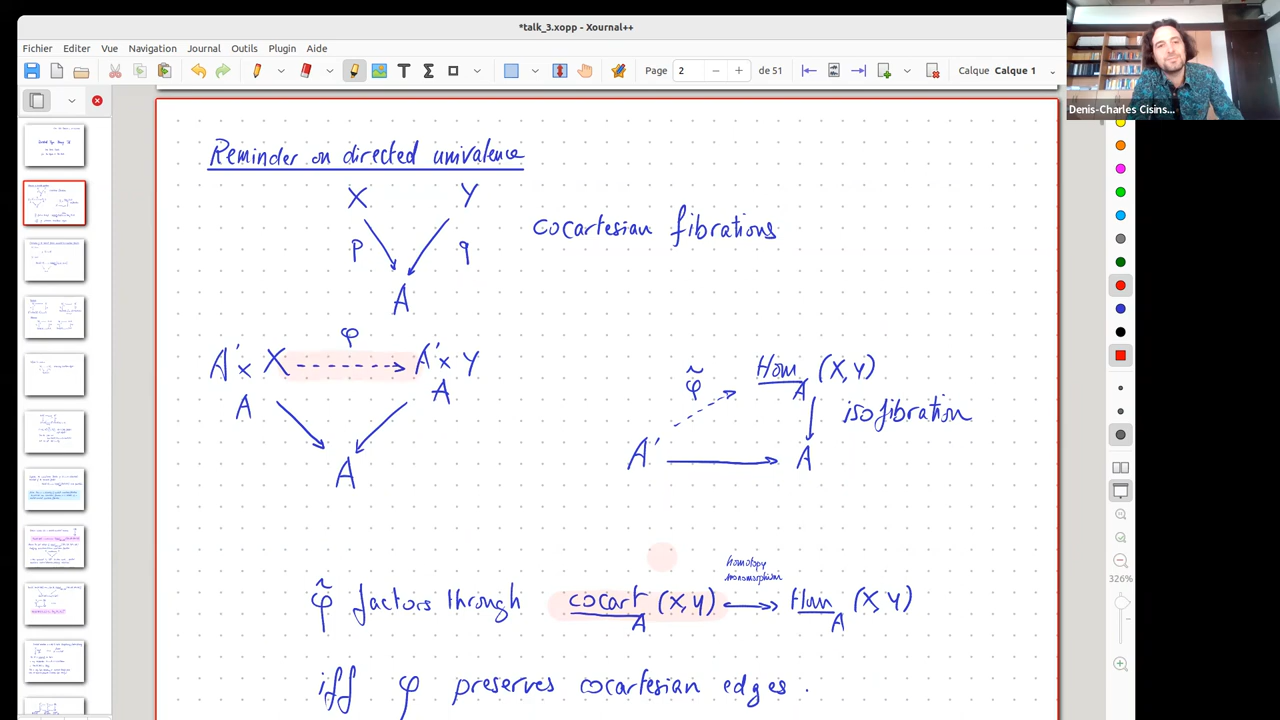 *talk_3.xopp - Xournal++
Fichier Editer Vue Navigation Journal Outils Plugin Aide
Page 2 de 51 Calque Calque 1
Denis-Charles Cisins...
Reminder on directed univalence
X Y
cocartesian fibrations
p q
A
φ
A' × X A' × Y
A A
A
φ̃ Hom (X,Y)
A
isofibration
A' A
homotopy
monomorphism
φ̃ factors through cocart (X,Y) Hom (X,Y)
A A
iff φ preserves cocartesian edges .
326%